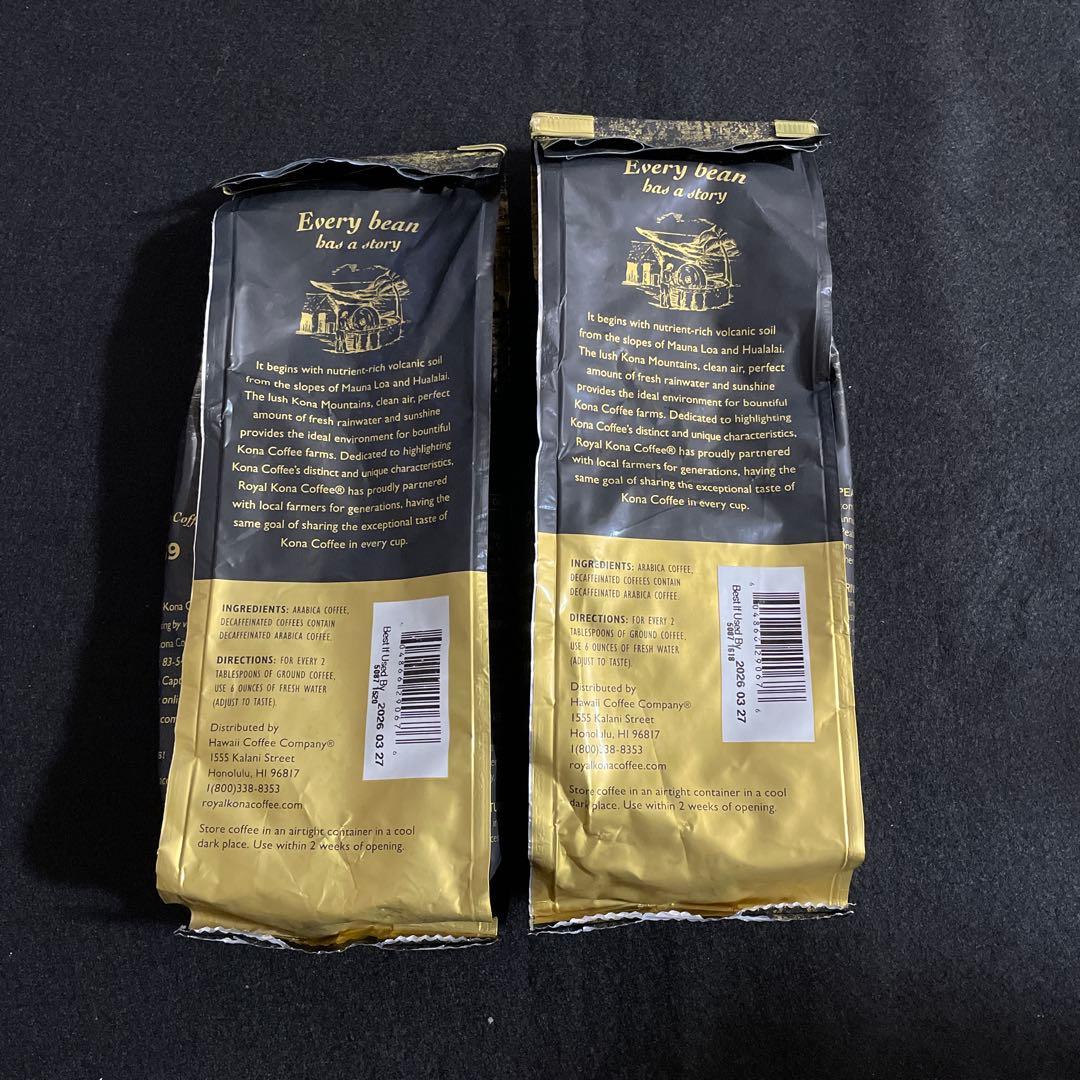 Every bean
has a story
It begins with nutrient-rich volcanic soil
from the slopes of Mauna Loa and Hualalai.
The lush Kona Mountains, clean air, perfect
amount of fresh rainwater and sunshine
provides the ideal environment for bountiful
Kona Coffee farms. Dedicated to highlighting
Kona Coffee's distinct and unique characteristics,
Royal Kona Coffee® has proudly partnered
with local farmers for generations, having the
same goal of sharing the exceptional taste of
Kona Coffee in every cup.
INGREDIENTS: ARABICA COFFEE,
DECAFFEINATED COFFEES CONTAIN
DECAFFEINATED ARABICA COFFEE.
DIRECTIONS: FOR EVERY 2
TABLESPOONS OF GROUND COFFEE,
USE 6 OUNCES OF FRESH WATER
(ADJUST TO TASTE).
Distributed by
Hawaii Coffee Company®
1555 Kalani Street
Honolulu, HI 96817
1(800)338-8353
royalkonacoffee.com
Store coffee in an airtight container in a cool
dark place. Use within 2 weeks of opening.
Best If Used By 2026 03 27
5087 1520
Every bean
has a story
It begins with nutrient-rich volcanic soil
from the slopes of Mauna Loa and Hualalai.
The lush Kona Mountains, clean air, perfect
amount of fresh rainwater and sunshine
provides the ideal environment for bountiful
Kona Coffee farms. Dedicated to highlighting
Kona Coffee's distinct and unique characteristics,
Royal Kona Coffee® has proudly partnered
with local farmers for generations, having the
same goal of sharing the exceptional taste of
Kona Coffee in every cup.
INGREDIENTS: ARABICA COFFEE,
DECAFFEINATED COFFEES CONTAIN
DECAFFEINATED ARABICA COFFEE.
DIRECTIONS: FOR EVERY 2
TABLESPOONS OF GROUND COFFEE,
USE 6 OUNCES OF FRESH WATER
(ADJUST TO TASTE).
Distributed by
Hawaii Coffee Company®
1555 Kalani Street
Honolulu, HI 96817
1(800)338-8353
royalkonacoffee.com
Store coffee in an airtight container in a cool
dark place. Use within 2 weeks of opening.
Best If Used By 2026 03 27
5087 1618